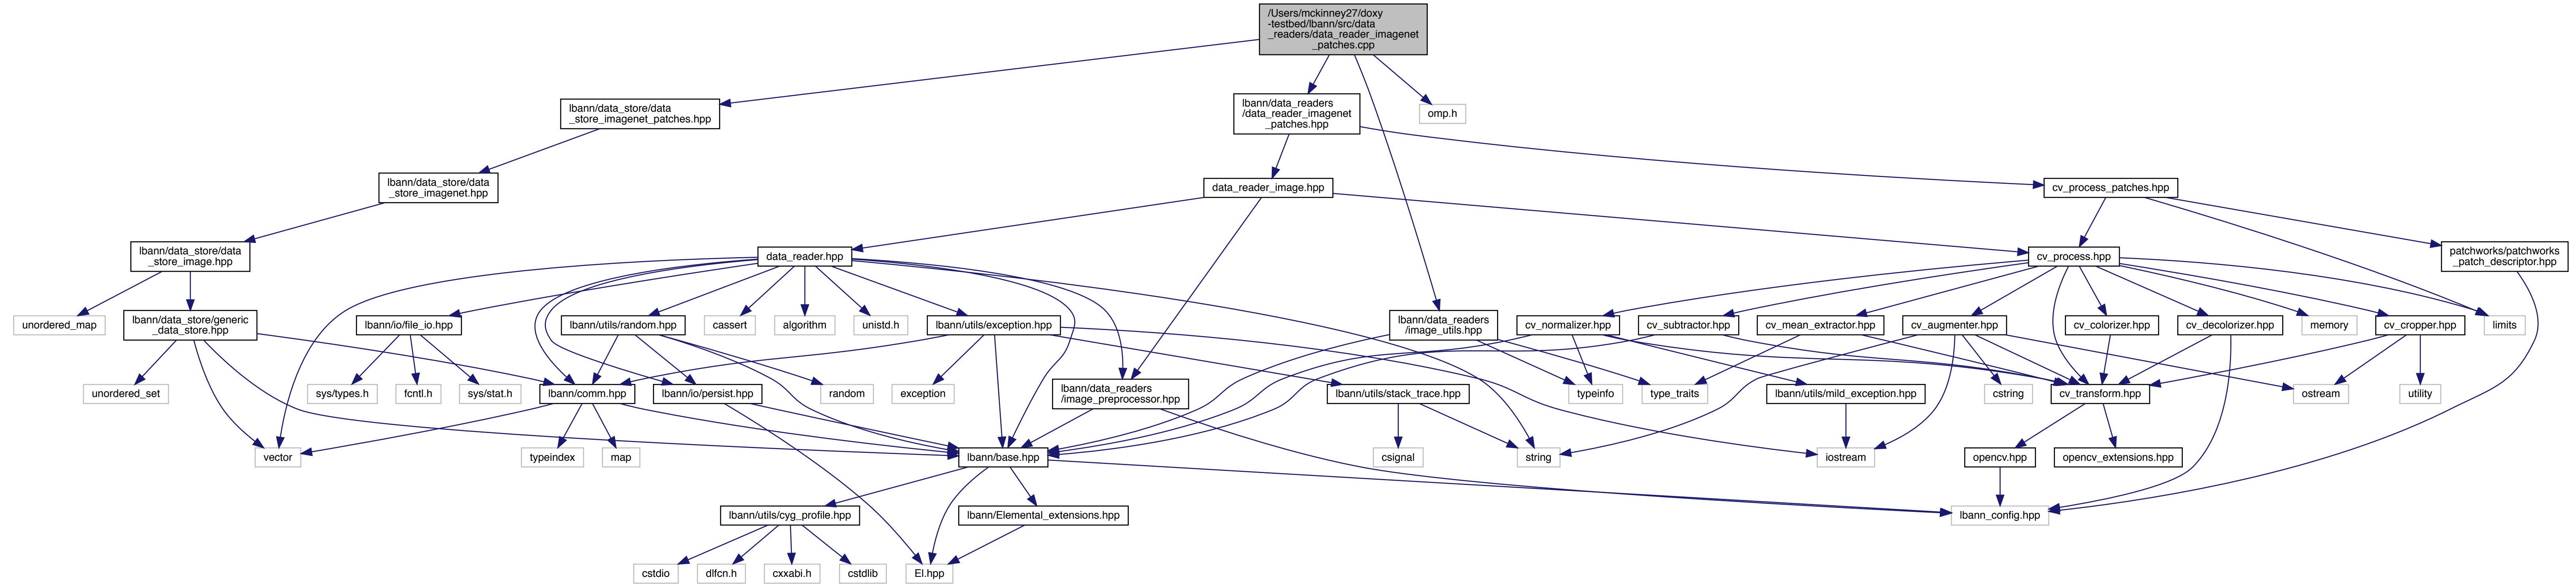 /Users/mckinney27/doxy
-testbed/lbann/src/data
_readers/data_reader_imagenet
_patches.cpp
lbann/data_store/data
_store_imagenet_patches.hpp
lbann/data_readers
/data_reader_imagenet
_patches.hpp
omp.h
lbann/data_store/data
_store_imagenet.hpp
data_reader_image.hpp
cv_process_patches.hpp
lbann/data_store/data
_store_image.hpp
data_reader.hpp
cv_process.hpp
patchworks/patchworks
_patch_descriptor.hpp
unordered_map
lbann/data_store/generic
_data_store.hpp
lbann/io/file_io.hpp
lbann/utils/random.hpp
cassert
algorithm
unistd.h
lbann/utils/exception.hpp
lbann/data_readers
/image_utils.hpp
cv_normalizer.hpp
cv_subtractor.hpp
cv_mean_extractor.hpp
cv_augmenter.hpp
cv_colorizer.hpp
cv_decolorizer.hpp
memory
cv_cropper.hpp
limits
unordered_set
sys/types.h
fcntl.h
sys/stat.h
lbann/comm.hpp
lbann/io/persist.hpp
random
exception
lbann/data_readers
/image_preprocessor.hpp
lbann/utils/stack_trace.hpp
typeinfo
type_traits
lbann/utils/mild_exception.hpp
cstring
cv_transform.hpp
ostream
utility
vector
typeindex
map
lbann/base.hpp
csignal
string
iostream
opencv.hpp
opencv_extensions.hpp
lbann/utils/cyg_profile.hpp
lbann/Elemental_extensions.hpp
lbann_config.hpp
cstdio
dlfcn.h
cxxabi.h
cstdlib
El.hpp